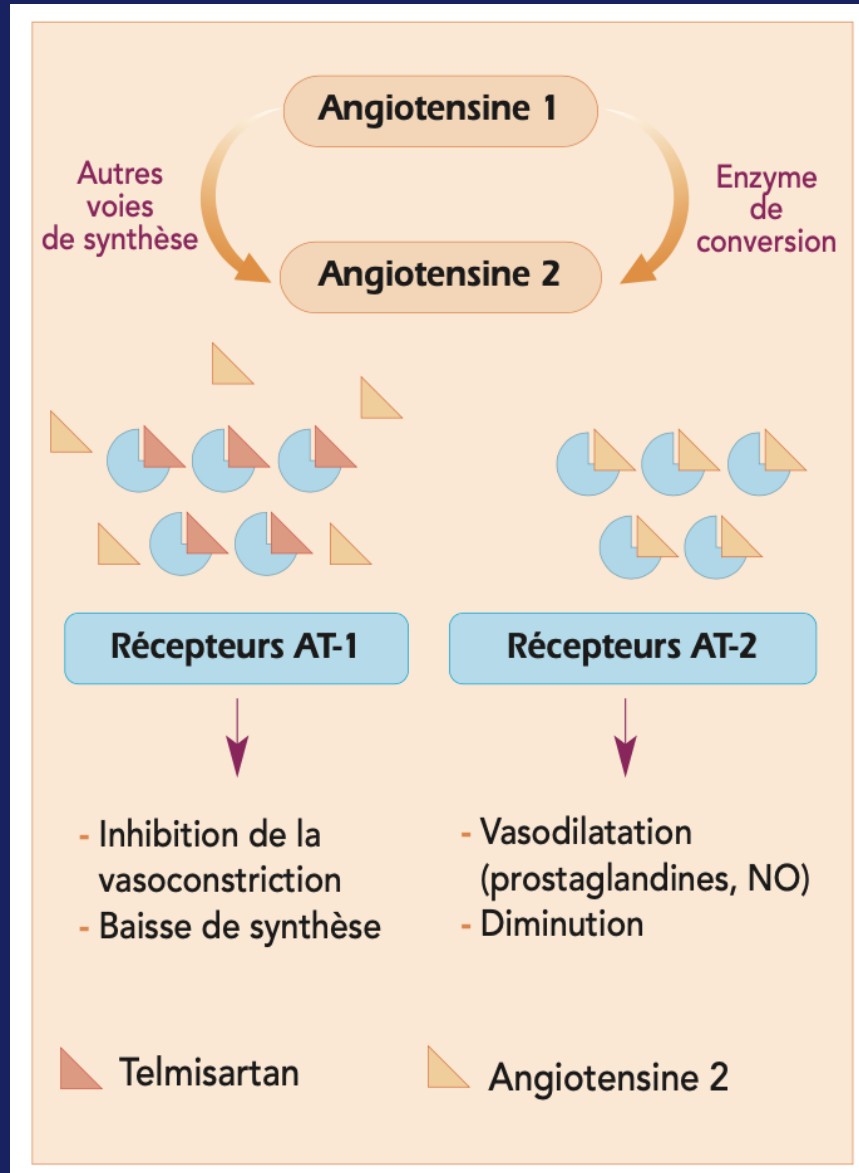 Angiotensine 1
Autres
voies
de synthèse
Enzyme
de
conversion
Angiotensine 2
Récepteurs AT-1
Récepteurs AT-2
- Inhibition de la
vasoconstriction
- Baisse de synthèse
- Vasodilatation
(prostaglandines, NO)
- Diminution
Telmisartan
Angiotensine 2